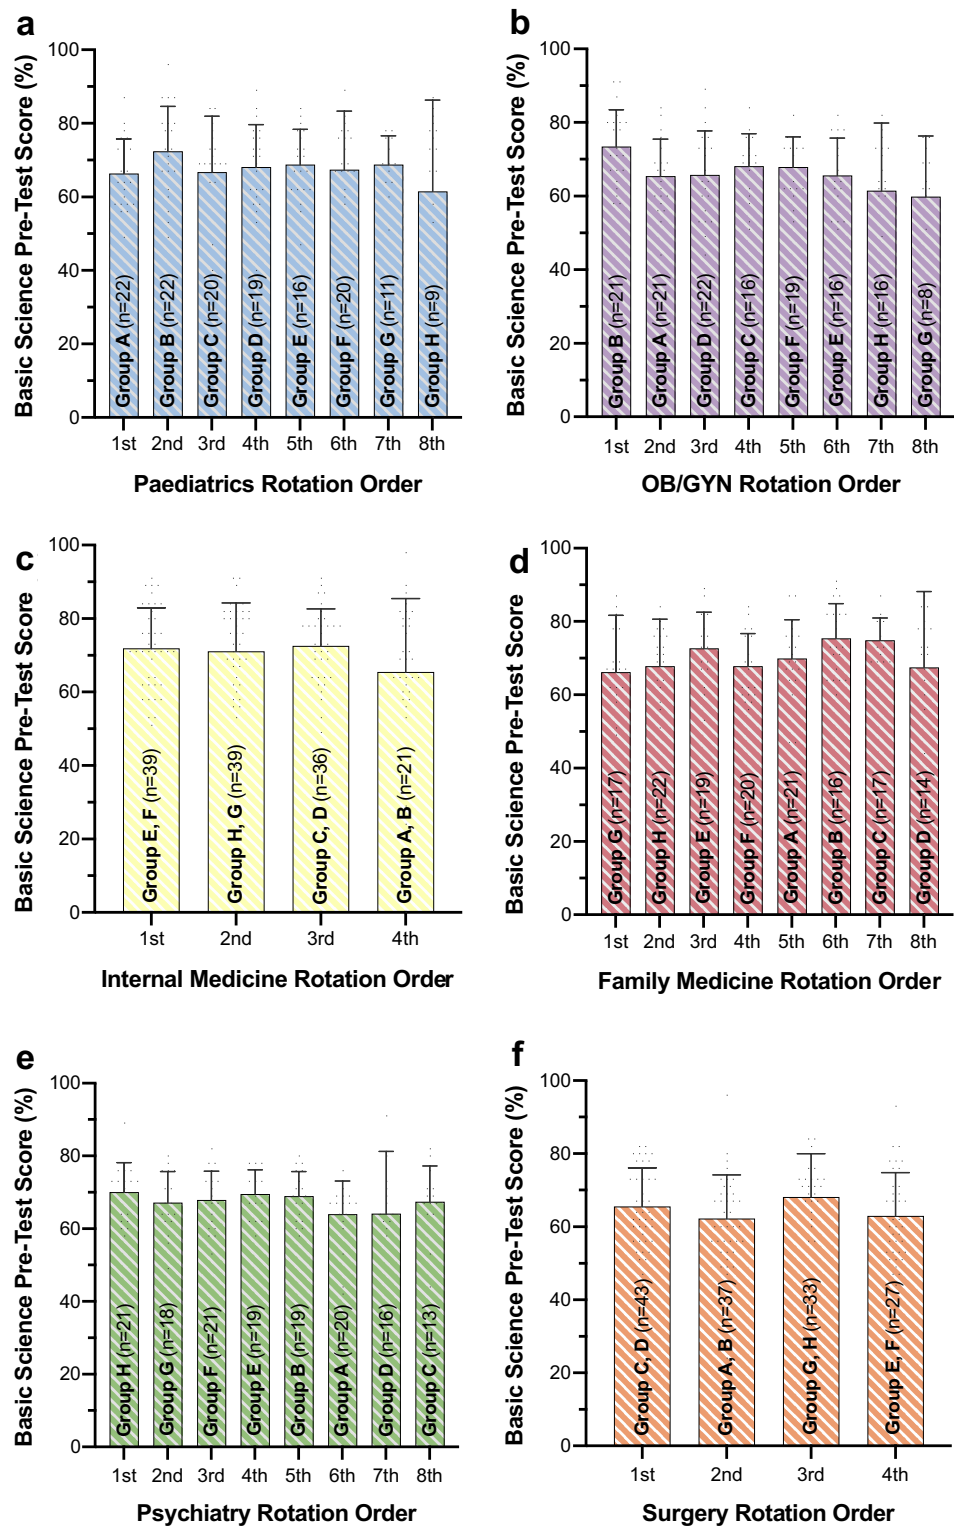 a
Basic Science Pre-Test Score (%)
100
80
60
40
20
0
Group A (n=22)
Group B (n=22)
Group C (n=20)
Group D (n=19)
Group E (n=16)
Group F (n=20)
Group G (n=11)
Group H (n=9)
1st 2nd 3rd 4th 5th 6th 7th 8th
Paediatrics Rotation Order
b
Basic Science Pre-Test Score (%)
100
80
60
40
20
0
Group B (n=21)
Group A (n=21)
Group D (n=22)
Group C (n=16)
Group F (n=19)
Group E (n=16)
Group H (n=16)
Group G (n=8)
1st 2nd 3rd 4th 5th 6th 7th 8th
OB/GYN Rotation Order
c
Basic Science Pre-Test Score
100
80
60
40
20
0
Group E, F (n=39)
Group H, G (n=39)
Group C, D (n=36)
Group A, B (n=21)
1st 2nd 3rd 4th
Internal Medicine Rotation Order
d
Basic Science Pre-Test Score
100
80
60
40
20
0
Group G (n=17)
Group H (n=22)
Group E (n=19)
Group F (n=20)
Group A (n=21)
Group B (n=16)
Group C (n=17)
Group D (n=14)
1st 2nd 3rd 4th 5th 6th 7th 8th
Family Medicine Rotation Order
e
Basic Science Pre-Test Score (%)
100
80
60
40
20
0
Group H (n=21)
Group G (n=18)
Group F (n=21)
Group E (n=19)
Group B (n=19)
Group A (n=20)
Group D (n=16)
Group C (n=13)
1st 2nd 3rd 4th 5th 6th 7th 8th
Psychiatry Rotation Order
f
Basic Science Pre-Test Score (%)
100
80
60
40
20
0
Group C, D (n=43)
Group A, B (n=37)
Group G, H (n=33)
Group E, F (n=27)
1st 2nd 3rd 4th
Surgery Rotation Order